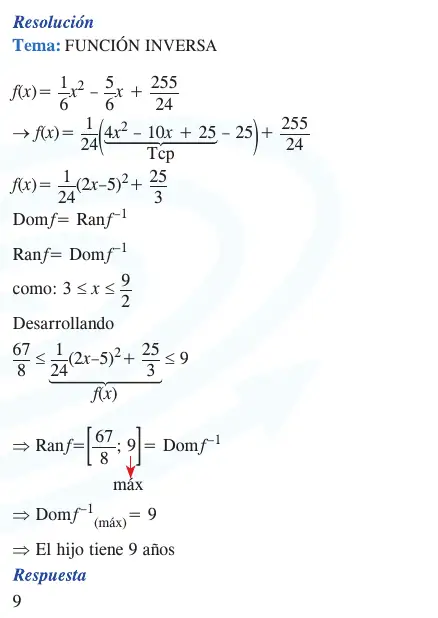 Resolución
Tema: FUNCIÓN INVERSA
f(x) = 1/6 x² – 5/6 x + 255/24
→ f(x) = 1/24 (4x² – 10x + 25 – 25) + 255/24
Tcp
f(x) = 1/24 (2x–5)² + 25/3
Domf = Ranf⁻¹
Ranf = Domf⁻¹
como: 3 ≤ x ≤ 9/2
Desarrollando
67/8 ≤ 1/24 (2x–5)² + 25/3 ≤ 9
f(x)
⇒ Ranf = [67/8 ; 9] = Domf⁻¹
máx
⇒ Domf⁻¹(máx) = 9
⇒ El hijo tiene 9 años
Respuesta
9